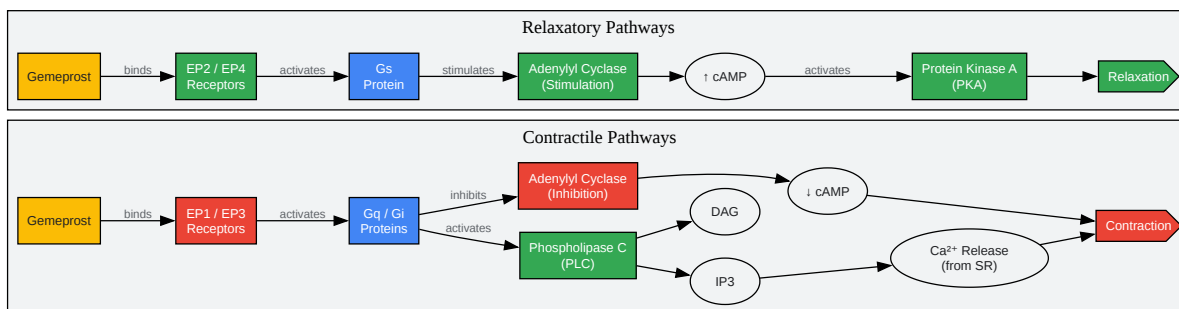 Relaxatory Pathways
Gemeprost
binds
EP2 / EP4
Receptors
activates
Gs
Protein
stimulates
Adenylyl Cyclase
(Stimulation)
↑ cAMP
activates
Protein Kinase A
(PKA)
Relaxation
Contractile Pathways
Gemeprost
binds
EP1 / EP3
Receptors
activates
Gq / Gi
Proteins
inhibits
Adenylyl Cyclase
(Inhibition)
↓ cAMP
activates
Phospholipase C
(PLC)
DAG
IP3
Ca²⁺ Release
(from SR)
Contraction